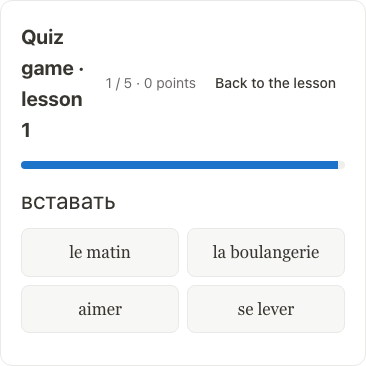 Quiz
game ·
lesson
1
1 / 5 · 0 points
Back to the lesson
вставать
le matin
la boulangerie
aimer
se lever